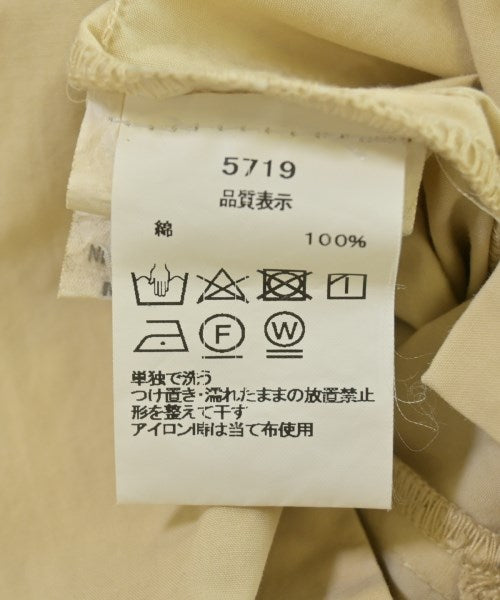 5719
品質表示
綿 100%
F W
単独で洗う
つけ置き・濡れたままの放置禁止
形を整えて干す
アイロン時は当て布使用